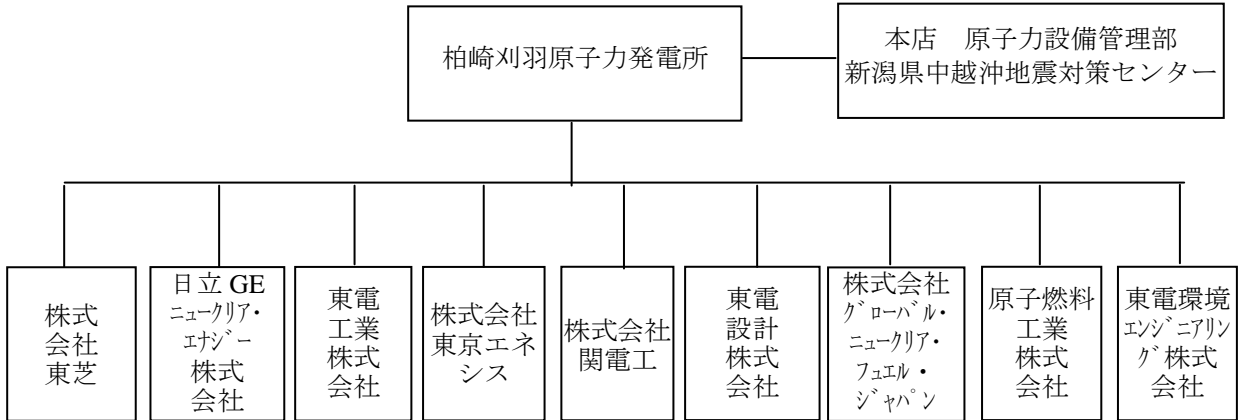 柏崎刈羽原子力発電所
本店　原子力設備管理部
新潟県中越沖地震対策センター
株式
会社
東芝
日立 GE
ニュークリア・
エナジー
株式
会社
東電
工業
株式
会社
株式会社
東京エネ
シス
株式会社
関電工
東電
設計
株式
会社
株式会社
グローバル・
ニュークリア・
フュエル・
ジャパン
原子燃料
工業
株式
会社
東電環境
エンジニアリン
グ株式
会社